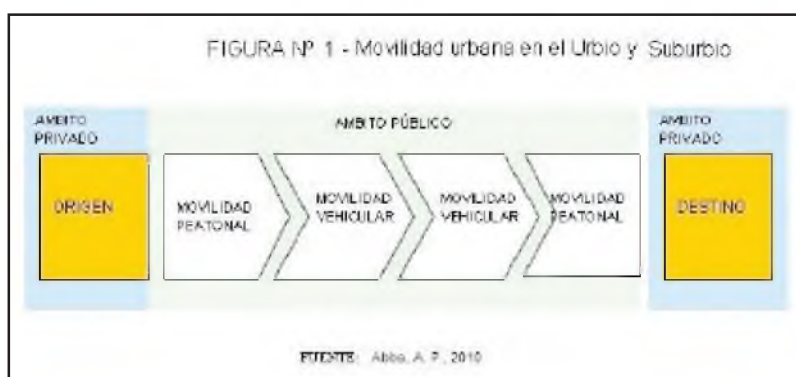 FIGURA Nº 1 - Movilidad urbana en el Urbio y Suburbio
AMBITO
PRIVADO
AMBITO PÚBLICO
AMBITO
PRIVADO
ORIGEN
MOVILIDAD
PEATONAL
MOVILIDAD
VEHICULAR
MOVILIDAD
VEHICULAR
MOVILIDAD
PEATONAL
DESTINO
FUENTE: Abba, A. P., 2010